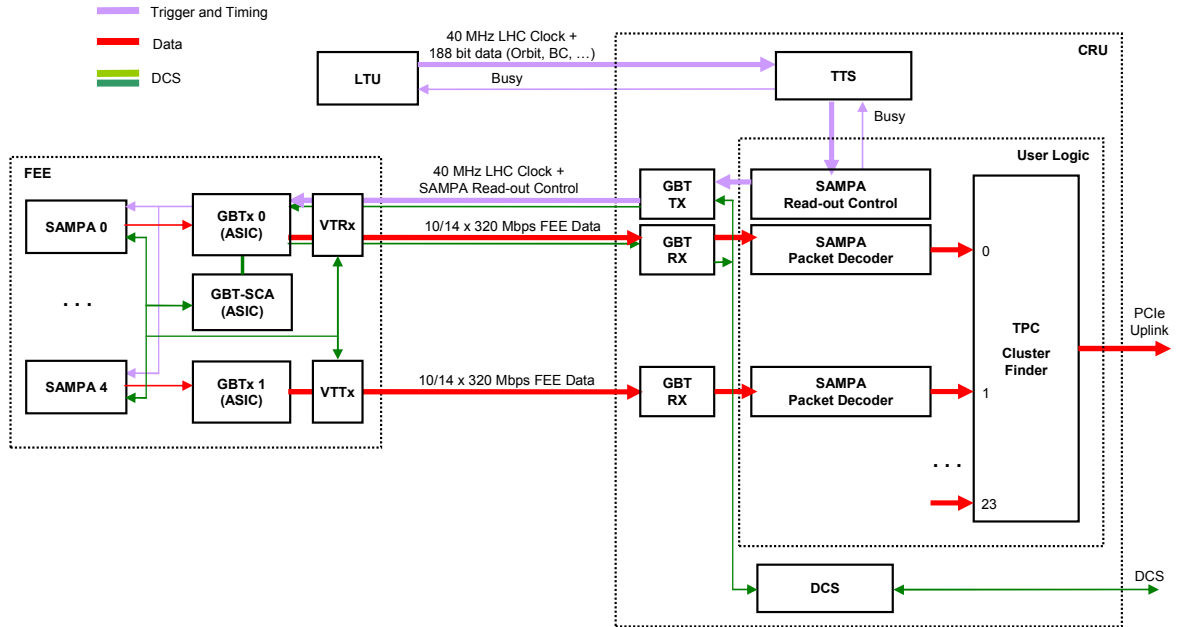 Trigger and Timing
Data
DCS
40 MHz LHC Clock +
188 bit data (Orbit, BC, …)
Busy
LTU
TTS
CRU
Busy
User Logic
FEE
40 MHz LHC Clock +
SAMPA Read-out Control
GBT
TX
SAMPA
Read-out Control
SAMPA 0
GBTx 0
(ASIC)
VTRx
10/14 x 320 Mbps FEE Data
GBT
RX
SAMPA
Packet Decoder
0
GBT-SCA
(ASIC)
. . .
TPC
Cluster
Finder
PCIe
Uplink
SAMPA 4
GBTx 1
(ASIC)
VTTx
10/14 x 320 Mbps FEE Data
GBT
RX
SAMPA
Packet Decoder
1
. . .
23
DCS
DCS